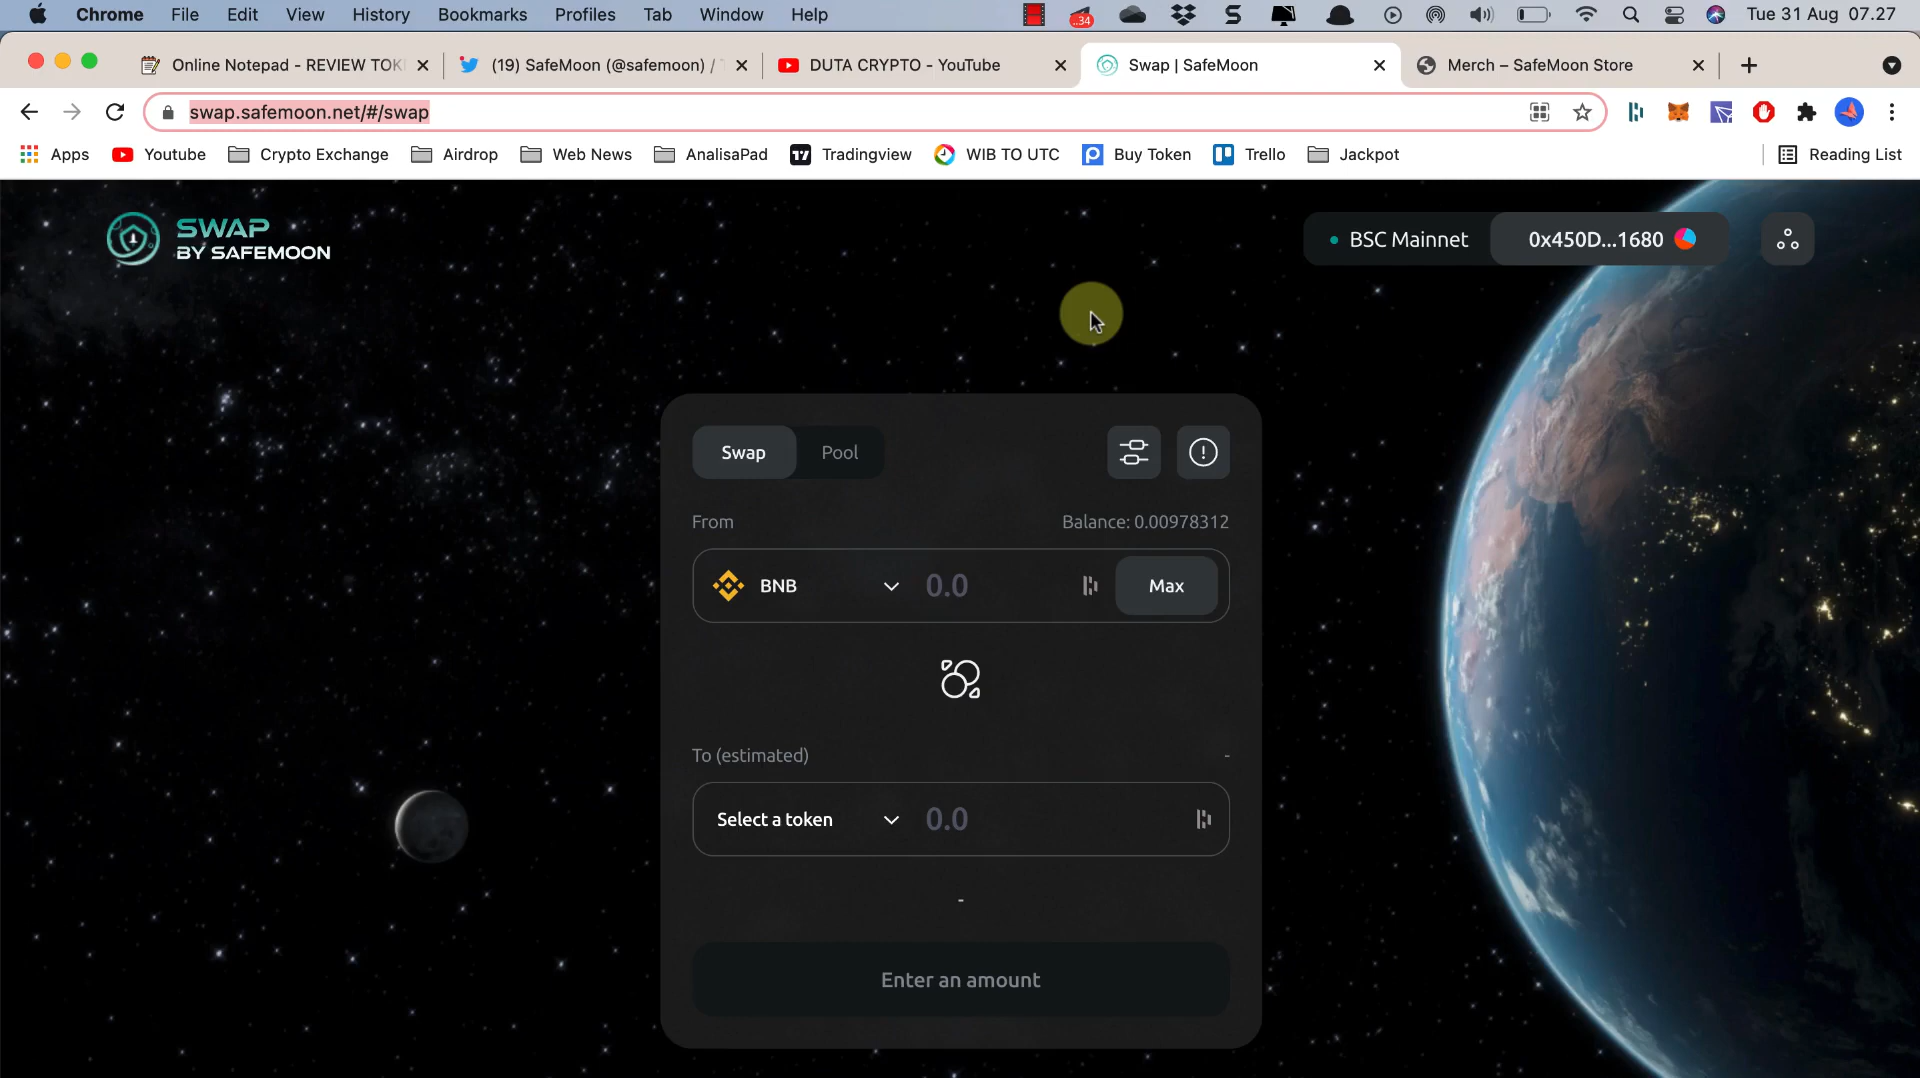 Chrome File Edit View History Bookmarks Profiles Tab Window Help ..34 Tue 31 Aug 07.27
Online Notepad - REVIEW TOK (19) SafeMoon (@safemoon) / DUTA CRYPTO - YouTube Swap | SafeMoon Merch – SafeMoon Store
swap.safemoon.net/#/swap
Apps Youtube Crypto Exchange Airdrop Web News AnalisaPad Tradingview WIB TO UTC Buy Token Trello Jackpot Reading List
SWAP
BY SAFEMOON
BSC Mainnet 0x450D...1680
Swap Pool
From Balance: 0.00978312
BNB 0.0 Max
To (estimated) -
Select a token 0.0
-
Enter an amount